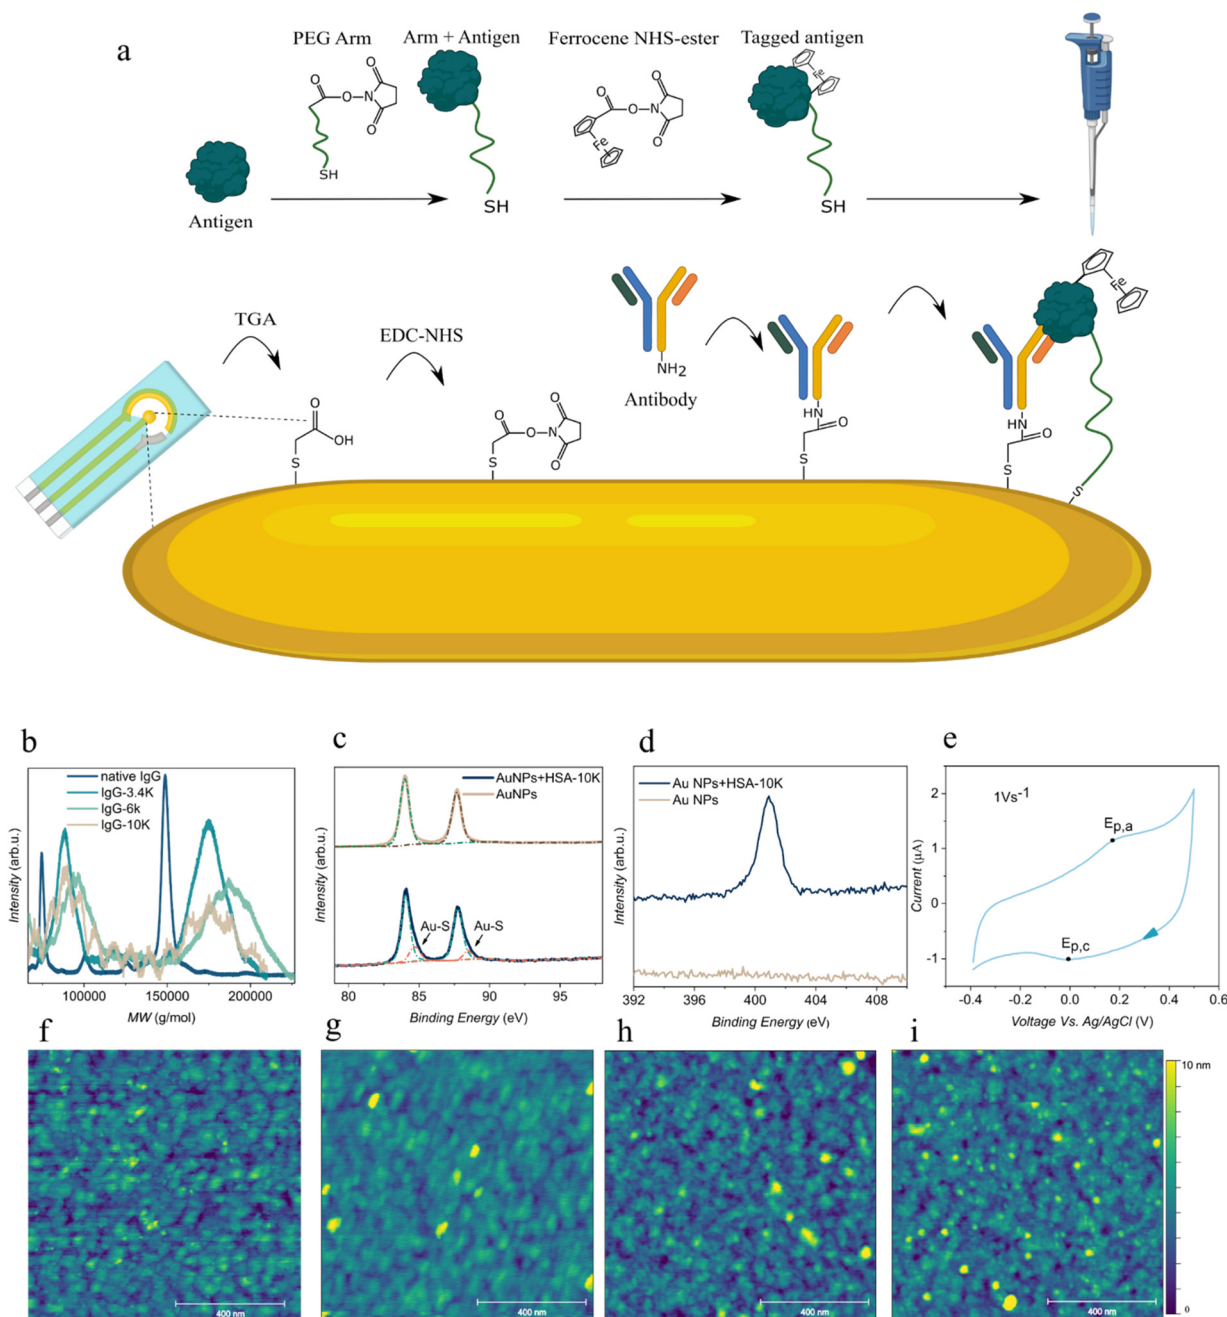 a
PEG Arm
Arm + Antigen
Ferrocene NHS-ester
Tagged antigen
O
O
N
O
O
SH
O
O
N
O
O
Fe
Fe
SH
SH
Antigen
TGA
EDC-NHS
NH2
Antibody
Fe
O
OH
S
O
O
N
O
O
S
HN
O
S
HN
O
S
S
b
native IgG
IgG-3.4K
IgG-6k
IgG-10K
Intensity (arb.u.)
100000 150000 200000
MW (g/mol)
c
AuNPs+HSA-10K
AuNPs
Au-S
Au-S
Intensity (arb.u.)
80 85 90 95
Binding Energy (eV)
d
Au NPs+HSA-10K
Au NPs
Intensity (arb.u.)
392 396 400 404 408
Binding Energy (eV)
e
1Vs-1
Ep,a
Ep,c
Current (µA)
2
1
0
-1
-0.4 -0.2 0.0 0.2 0.4 0.6
Voltage Vs. Ag/AgCl (V)
f
400 nm
g
400 nm
h
400 nm
i
400 nm
10 nm
0